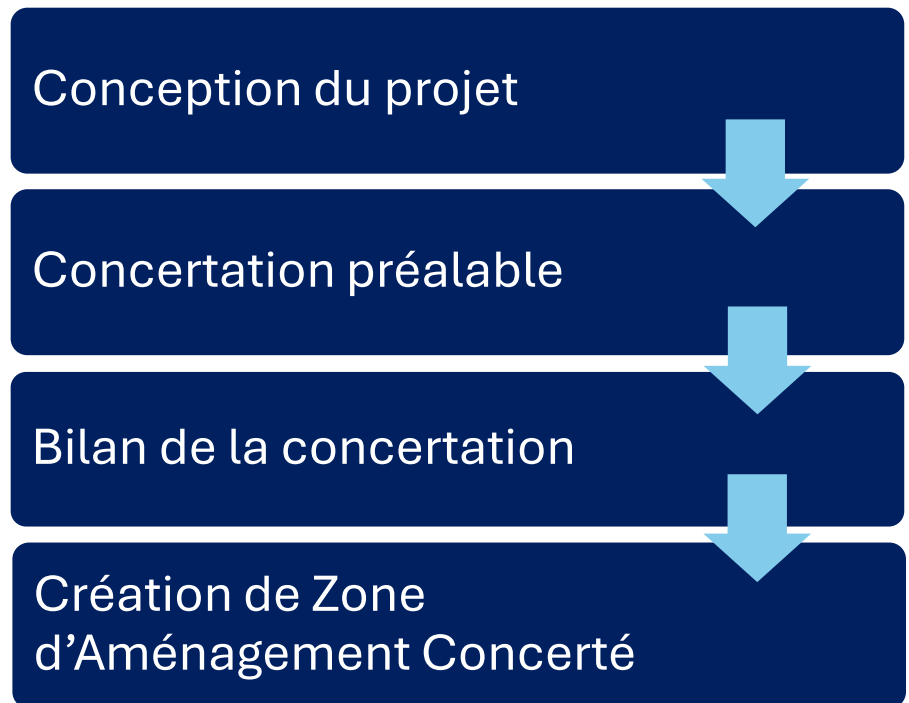 Conception du projet
Concertation préalable
Bilan de la concertation
Création de Zone
d’Aménagement Concerté